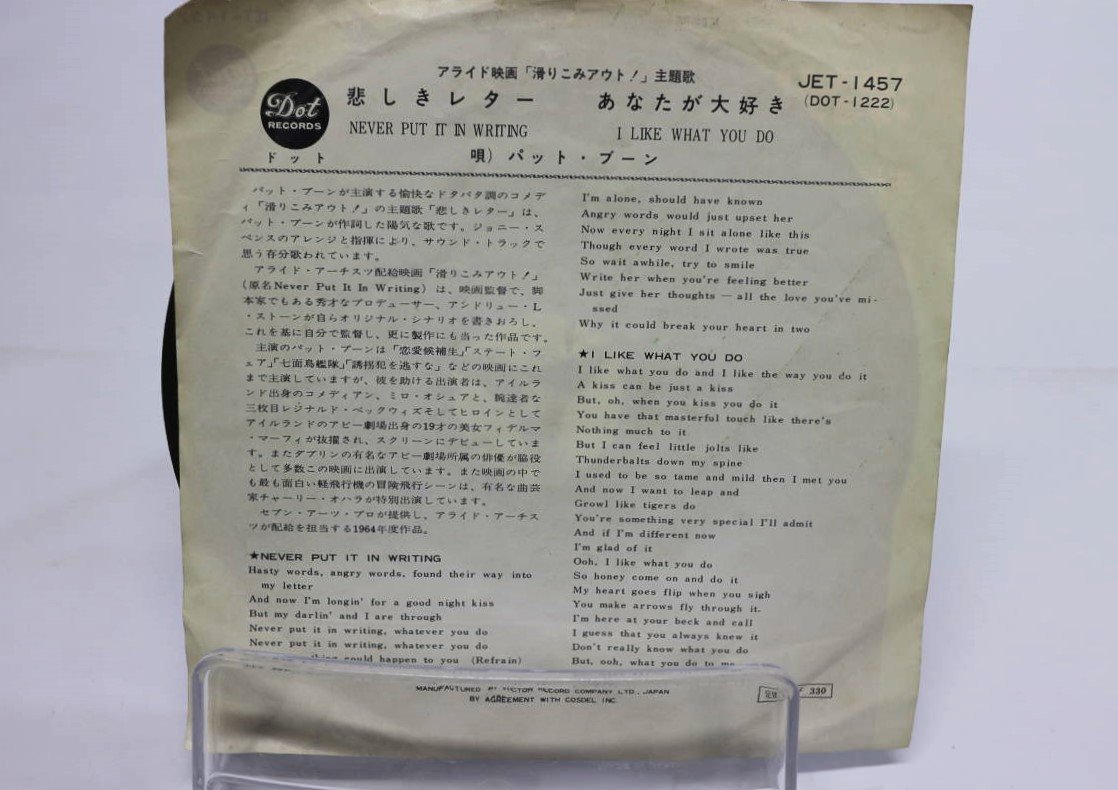 アライド映画「滑りこみアウト!」主題歌
JET-1457
(DOT-1222)
Dot
RECORDS
ドット
悲しきレター あなたが大好き
NEVER PUT IT IN WRITING I LIKE WHAT YOU DO
唄)パット・ブーン
パット・ブーンが主演する愉快なドタバタ調のコメデ
ィ「滑りこみアウト!」の主題歌「悲しきレター」は、
パット・ブーンが作詞した陽気な歌です。ジョニー・ス
ペンスのアレンジと指揮により、サウンド・トラックで
思う存分歌われています。
アライド・アーチスツ配給映画「滑りこみアウト!」
(原名Never Put It In Writing) は、映画監督で、脚
本家でもある秀才なプロデューサー、アンドリュー・L
・ストーンが自らオリジナル・シナリオを書きおろし、
これを基に自分で監督し、更に製作にも当った作品です。
主演のパット・ブーンは「恋愛候補生」「ステート・フ
ェア」「七面鳥艦隊」「誘拐犯を逃すな」などの映画にこれ
まで主演していますが、彼を助ける出演者は、アイルラ
ンド出身のコメディアン、ミロ・オシュアと、腕達者な
三枚目レジナルド・ベックウィズそしてヒロインとして
アイルランドのアビー劇場出身の19才の美女フィデルマ
・マーフィが抜擢され、スクリーンにデビューしていま
す。またダブリンの有名なアビー劇場所属の俳優が脇役
として多数この映画に出演しています。また映画の中で
も最も面白い軽飛行機の冒険飛行シーンは、有名な曲芸
家チャーリー・オハラが特別出演しています。
セブン・アーツ・プロが提供し、アライド・アーチス
ツが配給を担当する1964年度作品。
★NEVER PUT IT IN WRITING
Hasty words, angry words, found their way into
my letter
And now I'm longin' for a good night kiss
But my darlin' and I are through
Never put it in writing, whatever you do
Never put it in writing, whatever you do
could happen to you (Refrain)
I'm alone, should have known
Angry words would just upset her
Now every night I sit alone like this
Though every word I wrote was true
So wait awhile, try to smile
Write her when you're feeling better
Just give her thoughts — all the love you've mi-
ssed
Why it could break your heart in two
★I LIKE WHAT YOU DO
I like what you do and I like the way you do it
A kiss can be just a kiss
But, oh, when you kiss you do it
You have that masterful touch like there's
Nothing much to it
But I can feel little jolts like
Thunderbalts down my spine
I used to be so tame and mild then I met you
And now I want to leap and
Growl like tigers do
You're something very special I'll admit
And if I'm different now
I'm glad of it
Ooh, I like what you do
So honey come on and do it
My heart goes flip when you sigh
You make arrows fly through it.
I'm here at your beck and call
I guess that you always knew it
Don't really know what you do
But, ooh, what you do to me
MANUFACTURED BY VICTOR RECORD COMPANY LTD., JAPAN
BY AGREEMENT WITH COSDEL INC.
330